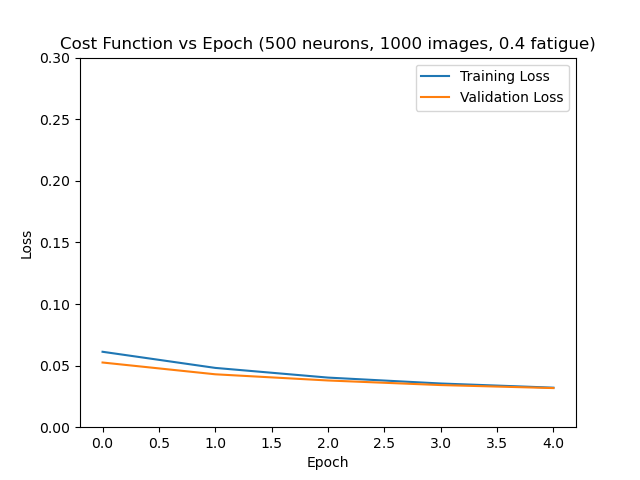 Cost Function vs Epoch (500 neurons, 1000 images, 0.4 fatigue)
Training Loss
Validation Loss
0.30
0.25
0.20
0.15
0.10
0.05
0.00
Loss
0.0 0.5 1.0 1.5 2.0 2.5 3.0 3.5 4.0
Epoch